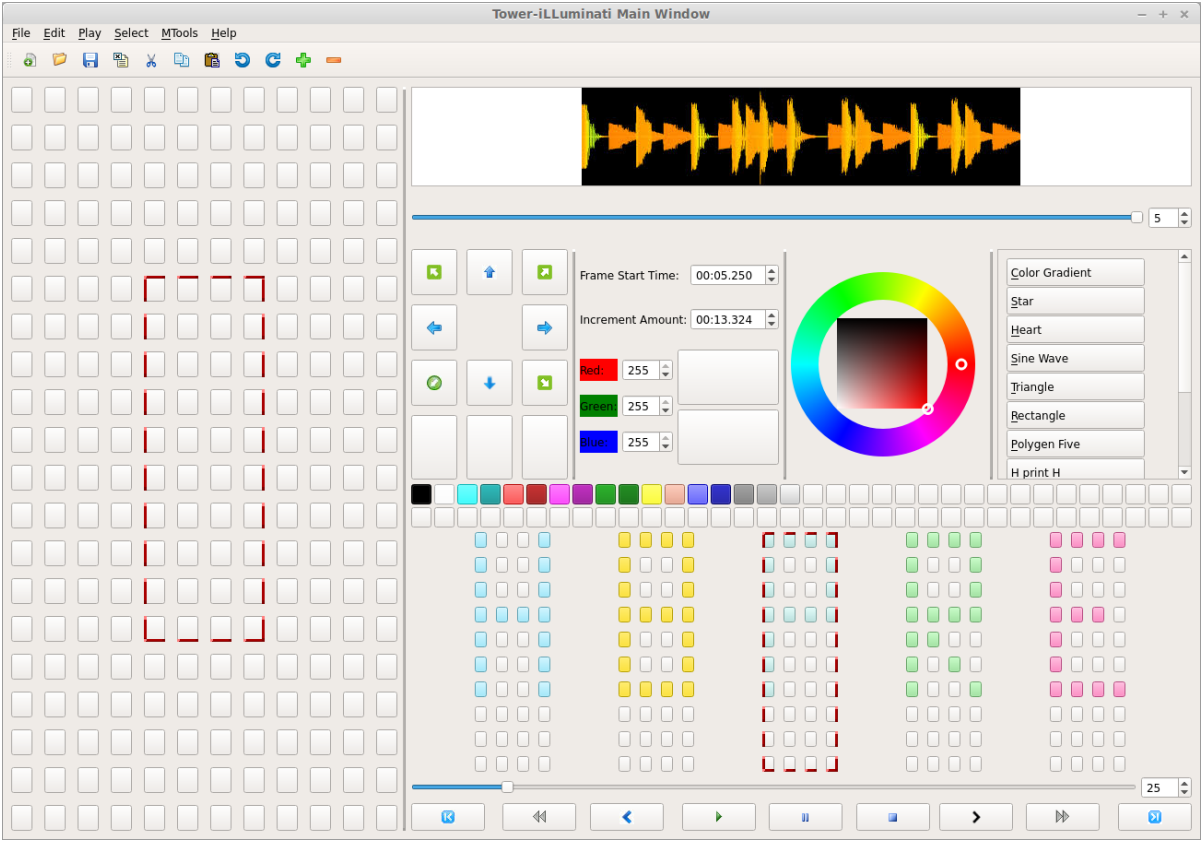 Tower-iLLuminati Main Window
File Edit Play Select MTools Help
5
Frame Start Time: 00:05.250
Increment Amount: 00:13.324
Red: 255
Green: 255
Blue: 255
Color Gradient
Star
Heart
Sine Wave
Triangle
Rectangle
Polygen Five
H print H
25